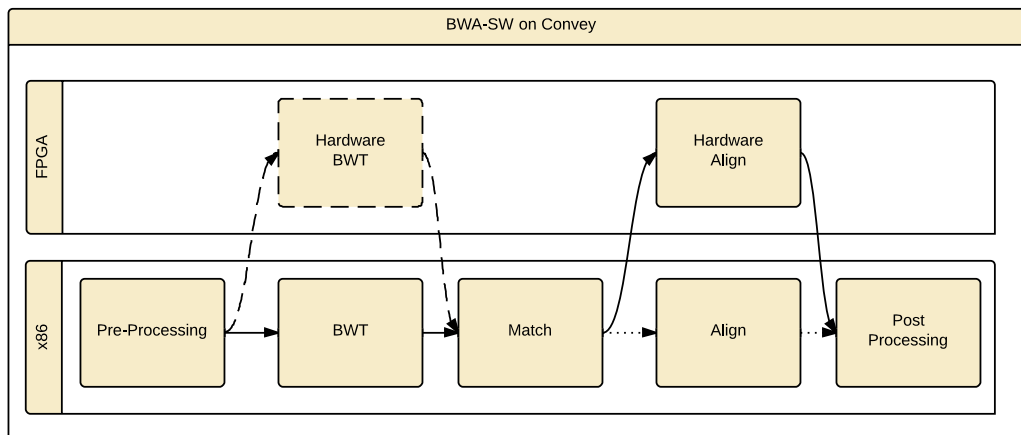 BWA-SW on Convey
FPGA
Hardware
BWT
Hardware
Align
x86
Pre-Processing
BWT
Match
Align
Post
Processing